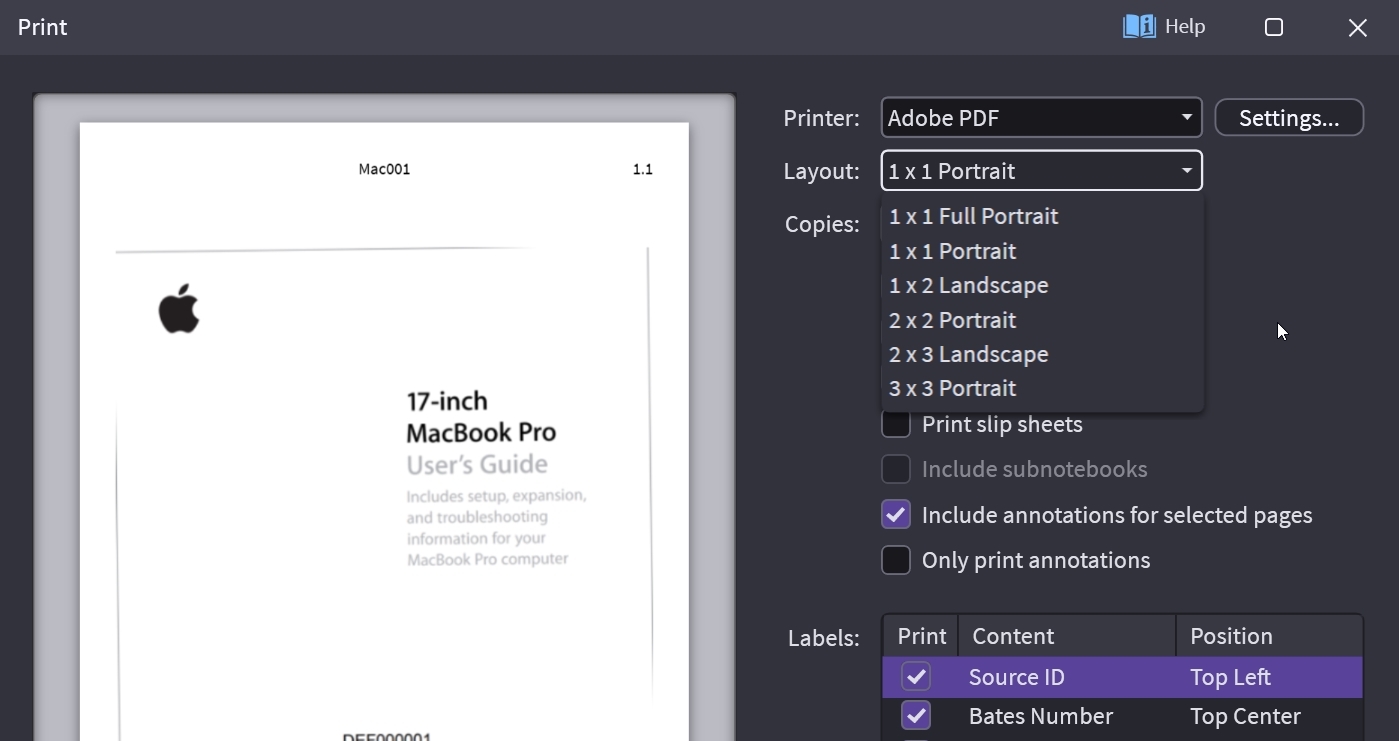 Print
Help
Mac001
1.1
17-inch
MacBook Pro
User's Guide
Includes setup, expansion,
and troubleshooting
information for your
MacBook Pro computer
DEF000001
Printer:
Adobe PDF
Settings...
Layout:
1 x 1 Portrait
Copies:
1 x 1 Full Portrait
1 x 1 Portrait
1 x 2 Landscape
2 x 2 Portrait
2 x 3 Landscape
3 x 3 Portrait
Print slip sheets
Include subnotebooks
Include annotations for selected pages
Only print annotations
Labels:
Print Content Position
Source ID Top Left
Bates Number Top Center